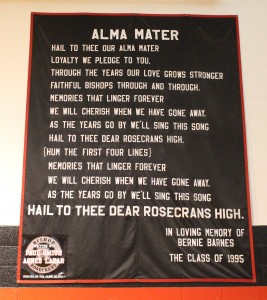 ALMA MATER
HAIL TO THEE OUR ALMA MATER
LOYALTY WE PLEDGE TO YOU.
THROUGH THE YEARS OUR LOVE GROWS STRONGER
FAITHFUL BISHOPS THROUGH AND THROUGH.
MEMORIES THAT LINGER FOREVER
WE WILL CHERISH WHEN WE HAVE GONE AWAY.
AS THE YEARS GO BY WE'LL SING THIS SONG
HAIL TO THEE DEAR ROSECRANS HIGH.
(HUM THE FIRST FOUR LINES)
MEMORIES THAT LINGER FOREVER
WE WILL CHERISH WHEN WE HAVE GONE AWAY.
AS THE YEARS GO BY WE'LL SING THIS SONG
HAIL TO THEE DEAR ROSECRANS HIGH.
IN LOVING MEMORY OF
BERNIE BARNES
THE CLASS OF 1995